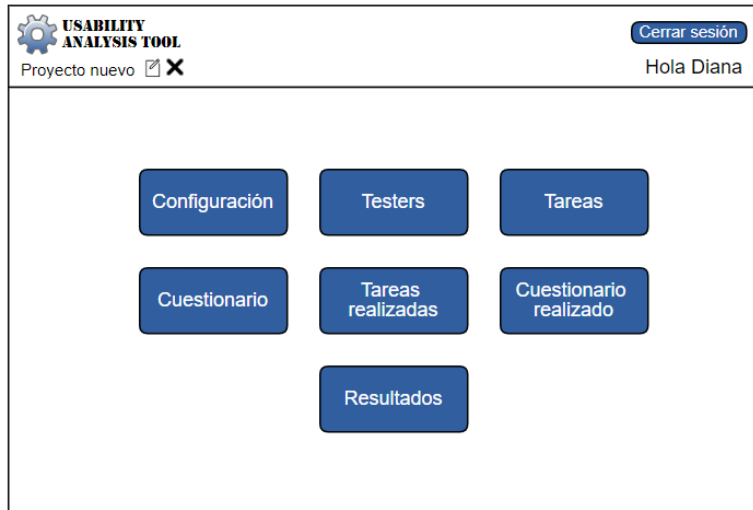 USABILITY
ANALYSIS TOOL
Cerrar sesión
Proyecto nuevo
Hola Diana
Configuración
Testers
Tareas
Cuestionario
Tareas
realizadas
Cuestionario
realizado
Resultados